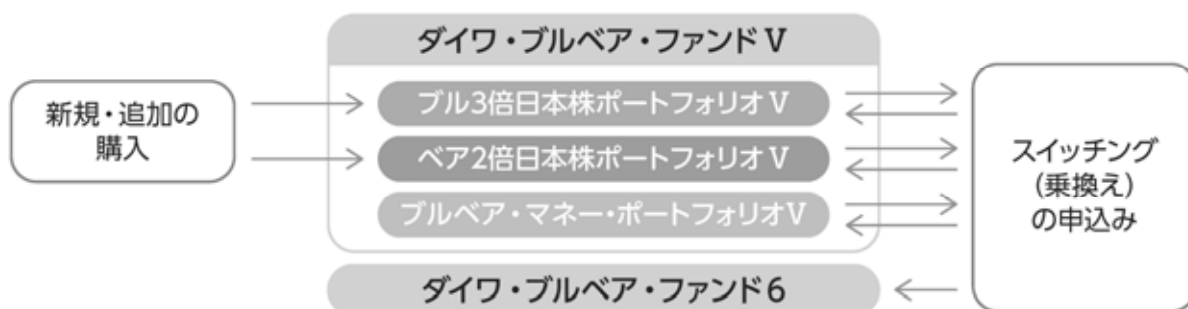 ダイワ・ブルベア・ファンドⅤ
新規・追加の
購入
ブル3倍日本株ポートフォリオⅤ
ベア2倍日本株ポートフォリオⅤ
ブルベア・マネー・ポートフォリオⅤ
スイッチング
(乗換え)
の申込み
ダイワ・ブルベア・ファンド6